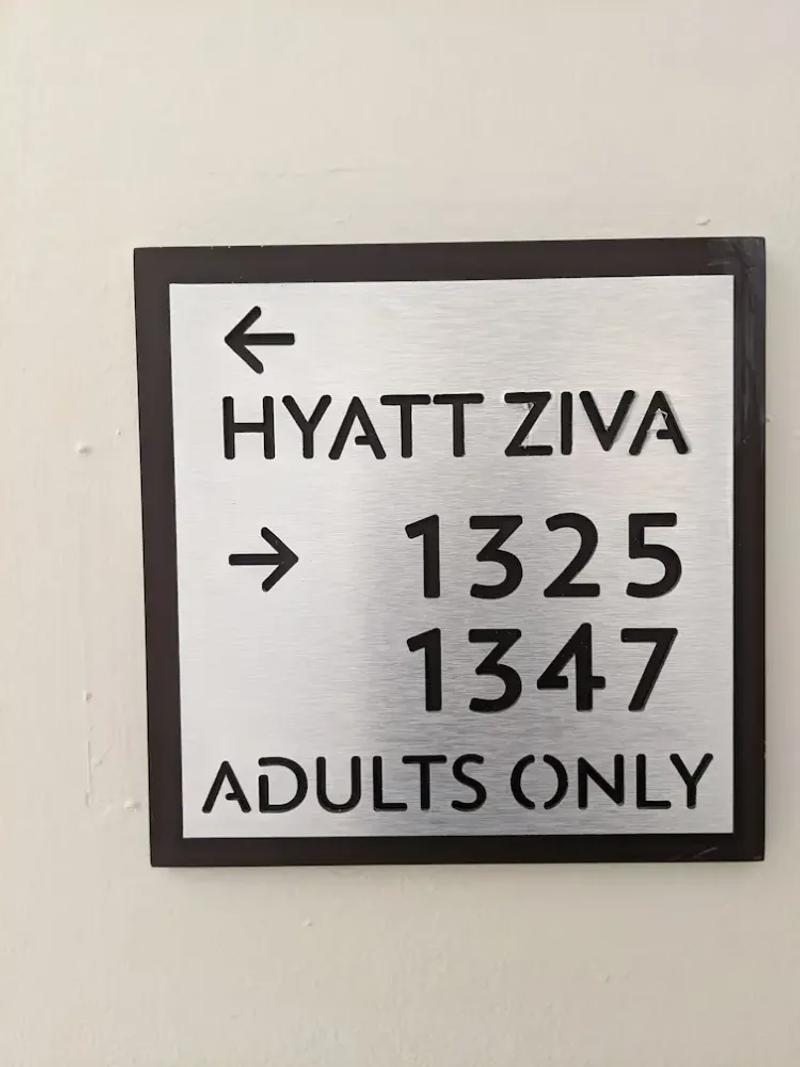 ←
HYATT ZIVA
→ 1325
1347
ADULTS ONLY